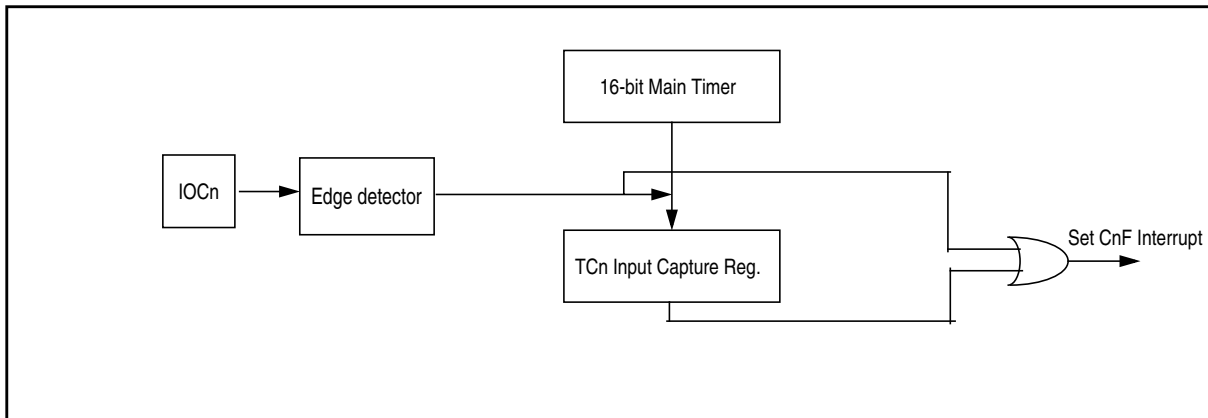 16-bit Main Timer
IOCn
Edge detector
TCn Input Capture Reg.
Set CnF Interrupt